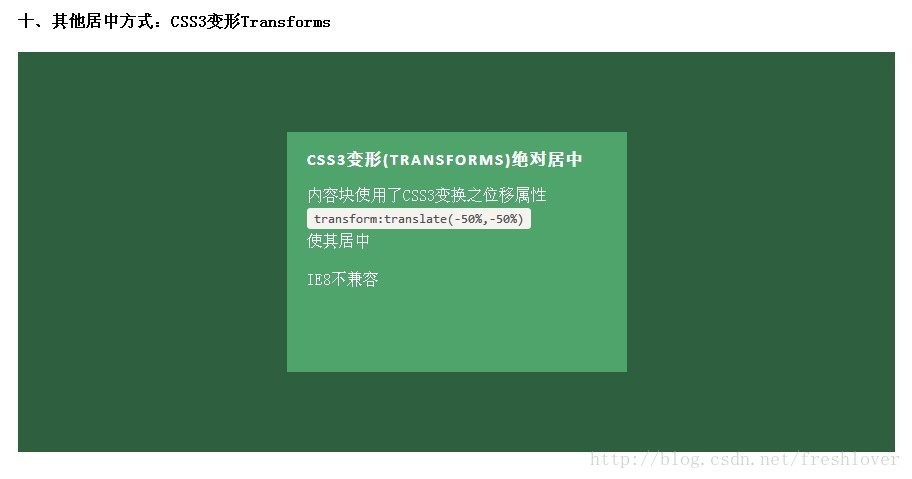 十、其他居中方式：CSS3变形Transforms
CSS3变形(TRANSFORMS)绝对居中
内容块使用了CSS3变换之位移属性
transform:translate(-50%,-50%)
使其居中
IE8不兼容
http://blog.csdn.net/freshlover